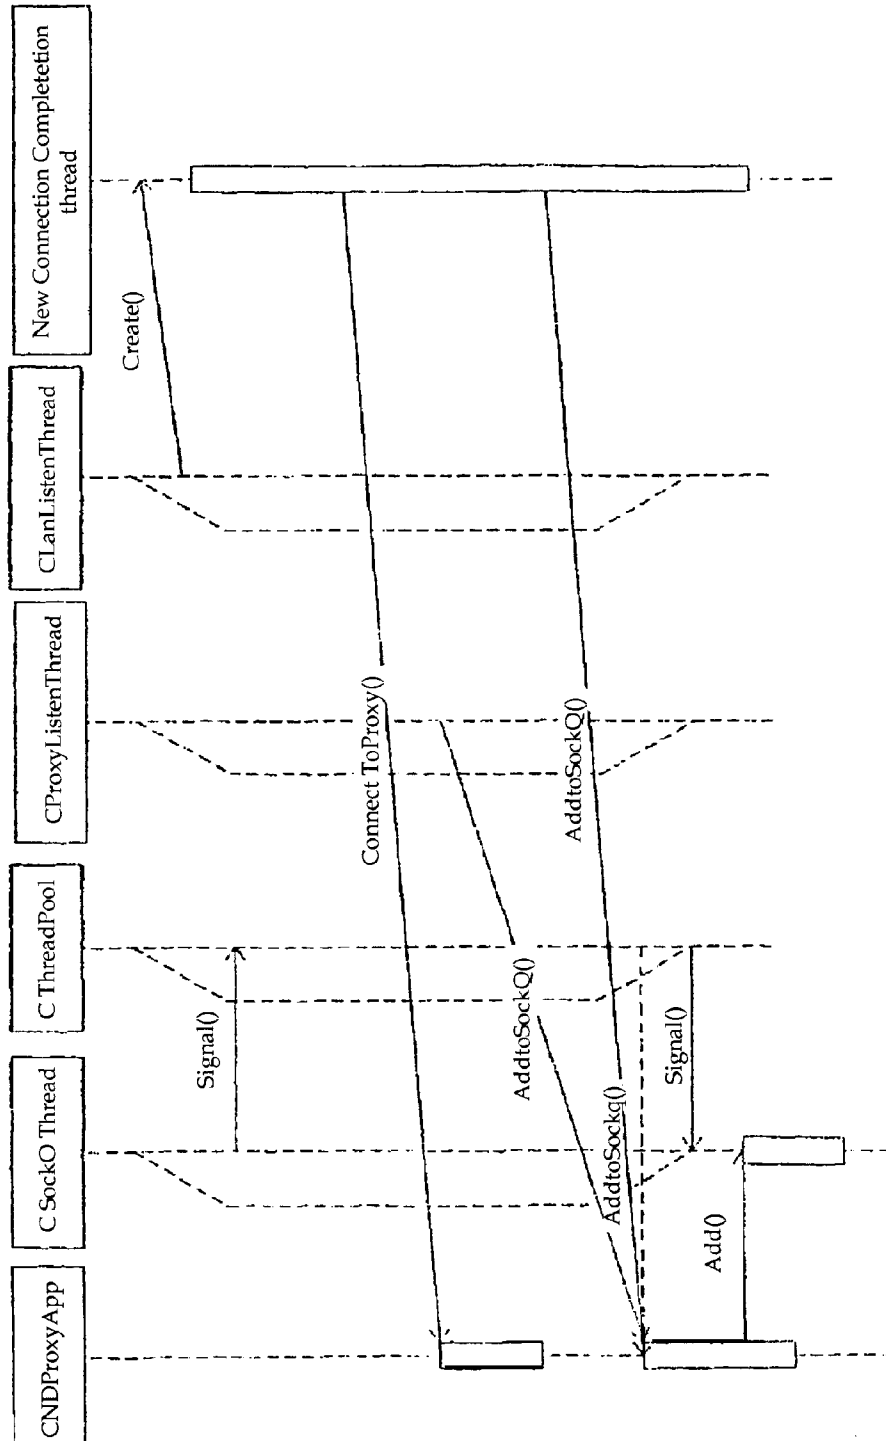 New Connection Completetion
thread
CLanListenThread
CProxyListenThread
C ThreadPool
C SockO Thread
CNDProxyApp
Create()
Signal()
Connect ToProxy()
AddtoSockQ()
AddtoSockQ()
AddtoSockq()
Signal()
Add()